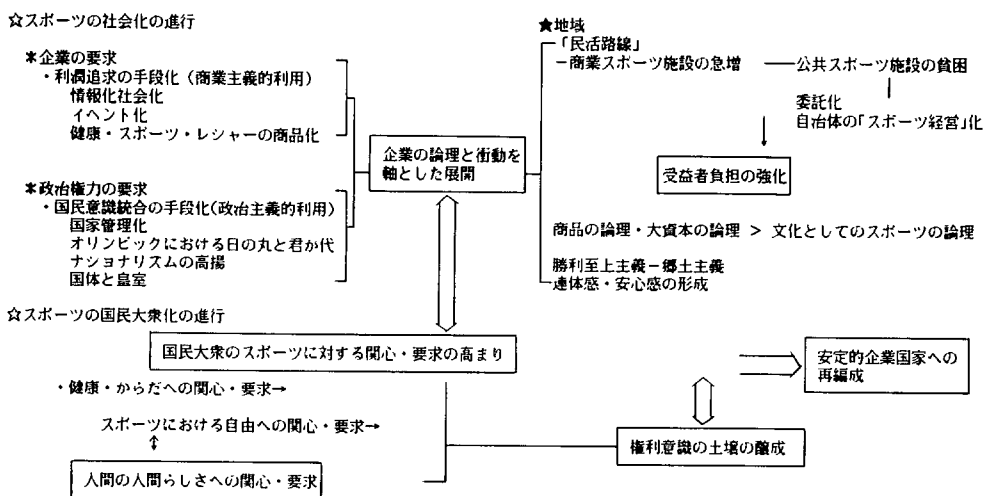 ☆スポーツの社会化の進行
＊企業の要求
・利潤追求の手段化（商業主義的利用）
情報化社会化
イベント化
健康・スポーツ・レジャーの商品化
＊政治権力の要求
・国民意識統合の手段化（政治主義的利用）
国家管理化
オリンピックにおける日の丸と君が代
ナショナリズムの高揚
国体と皇室
企業の論理と衝動を
軸とした展開
★地域
「民活路線」
－商業スポーツ施設の急増
公共スポーツ施設の貧困
委託化
自治体の「スポーツ経営」化
受益者負担の強化
商品の論理・大資本の論理 > 文化としてのスポーツの論理
勝利至上主義－郷土主義
連体感・安心感の形成
☆スポーツの国民大衆化の進行
国民大衆のスポーツに対する関心・要求の高まり
・健康・からだへの関心・要求→
スポーツにおける自由への関心・要求→
↕
人間の人間らしさへの関心・要求
安定的企業国家への
再編成
権利意識の土壌の醸成